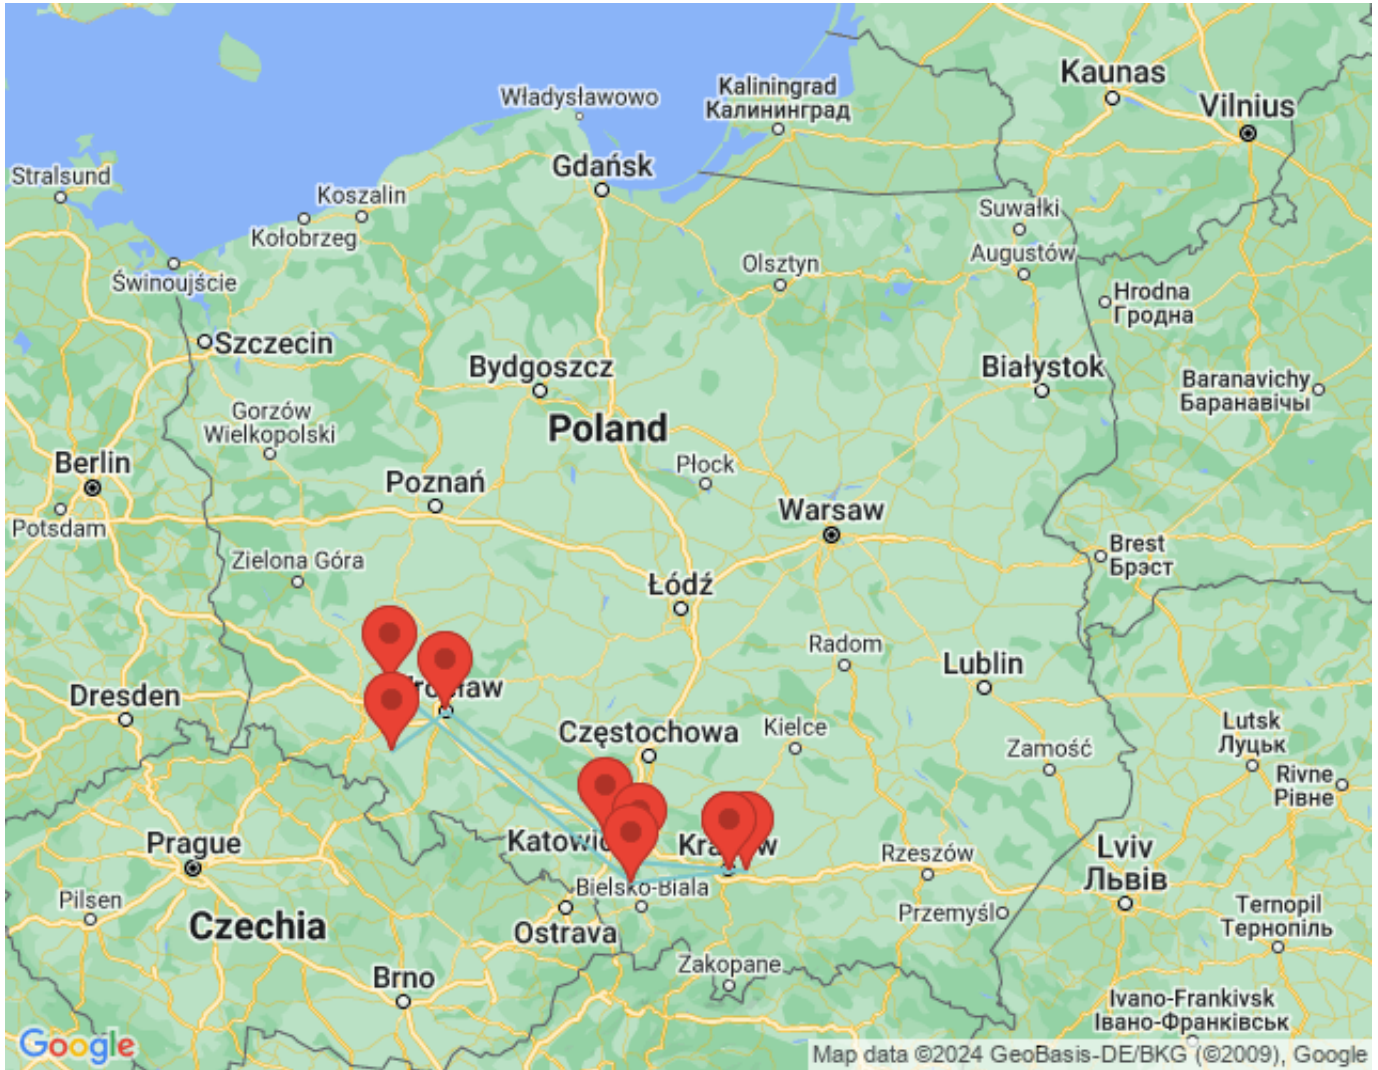 Kaunas
Kaliningrad
Калининград
Władysławowo
Vilnius
Gdańsk
Stralsund
Koszalin
Suwałki
Kołobrzeg
Augustów
Olsztyn
Świnoujście
Hrodna
Гродна
Szczecin
Bydgoszcz
Białystok
Baranavichy
Баранавічы
Gorzów
Wielkopolski
Poland
Berlin
Płock
Poznań
Warsaw
Potsdam
Brest
Брэст
Zielona Góra
Łódź
Radom
Lublin
Dresden
Częstochowa
Kielce
Lutsk
Луцьк
Zamość
Rivne
Рівне
Prague
Rzeszów
Lviv
Львів
Bielsko-Biala
Pilsen
Przemyśl
Ternopil
Тернопіль
Czechia
Ostrava
Zakopane
Brno
Ivano-Frankivsk
Івано-Франківськ
Google
Map data ©2024 GeoBasis-DE/BKG (©2009), Google